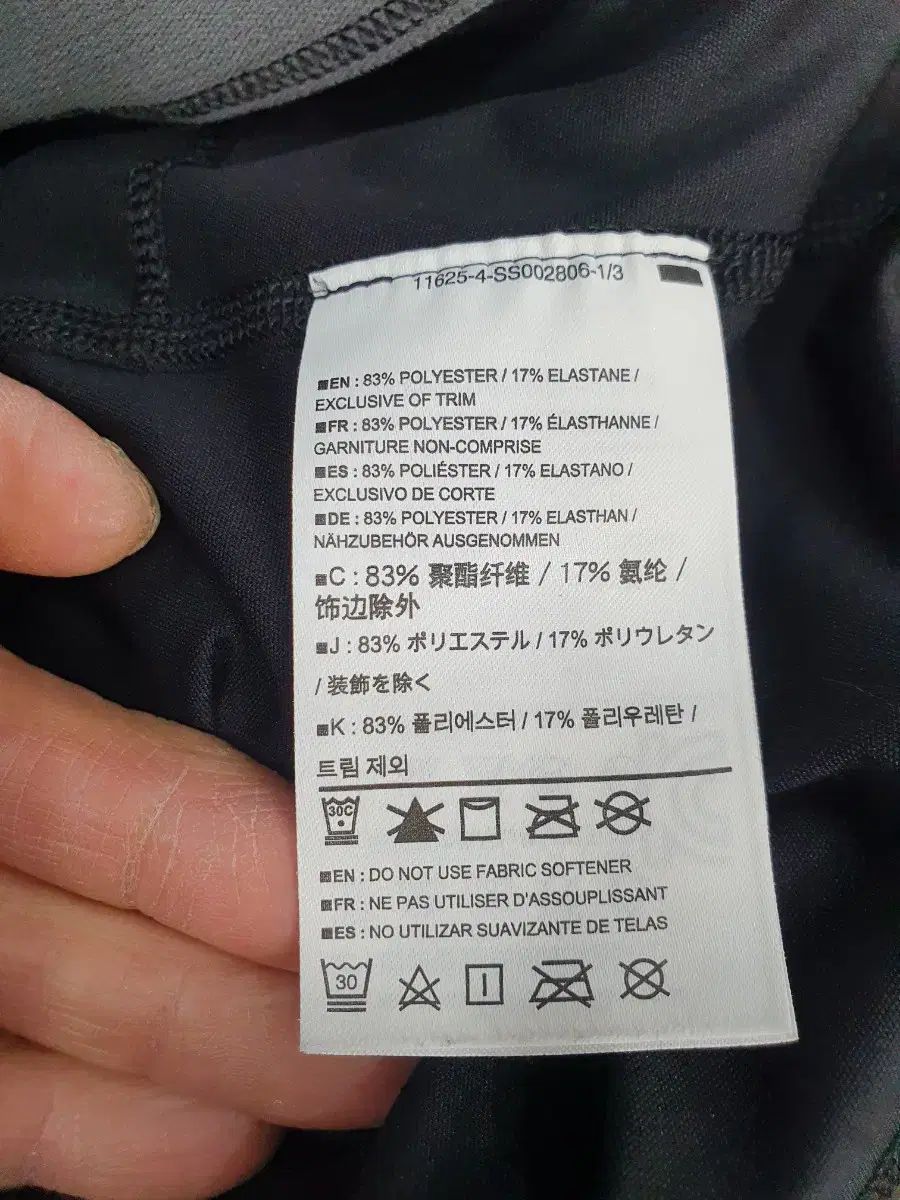 11625-4-SS002806-1/3
EN : 83% POLYESTER / 17% ELASTANE /
EXCLUSIVE OF TRIM
FR : 83% POLYESTER / 17% ÉLASTHANNE /
GARNITURE NON-COMPRISE
ES : 83% POLIÉSTER / 17% ELASTANO /
EXCLUSIVO DE CORTE
DE : 83% POLYESTER / 17% ELASTHAN /
NÄHZUBEHÖR AUSGENOMMEN
C : 83% 聚酯纤维 / 17% 氨纶 /
饰边除外
J : 83% ポリエステル / 17% ポリウレタン
/ 装飾を除く
K : 83% 폴리에스터 / 17% 폴리우레탄 /
트림 제외
30C
EN : DO NOT USE FABRIC SOFTENER
FR : NE PAS UTILISER D'ASSOUPLISSANT
ES : NO UTILIZAR SUAVIZANTE DE TELAS
30